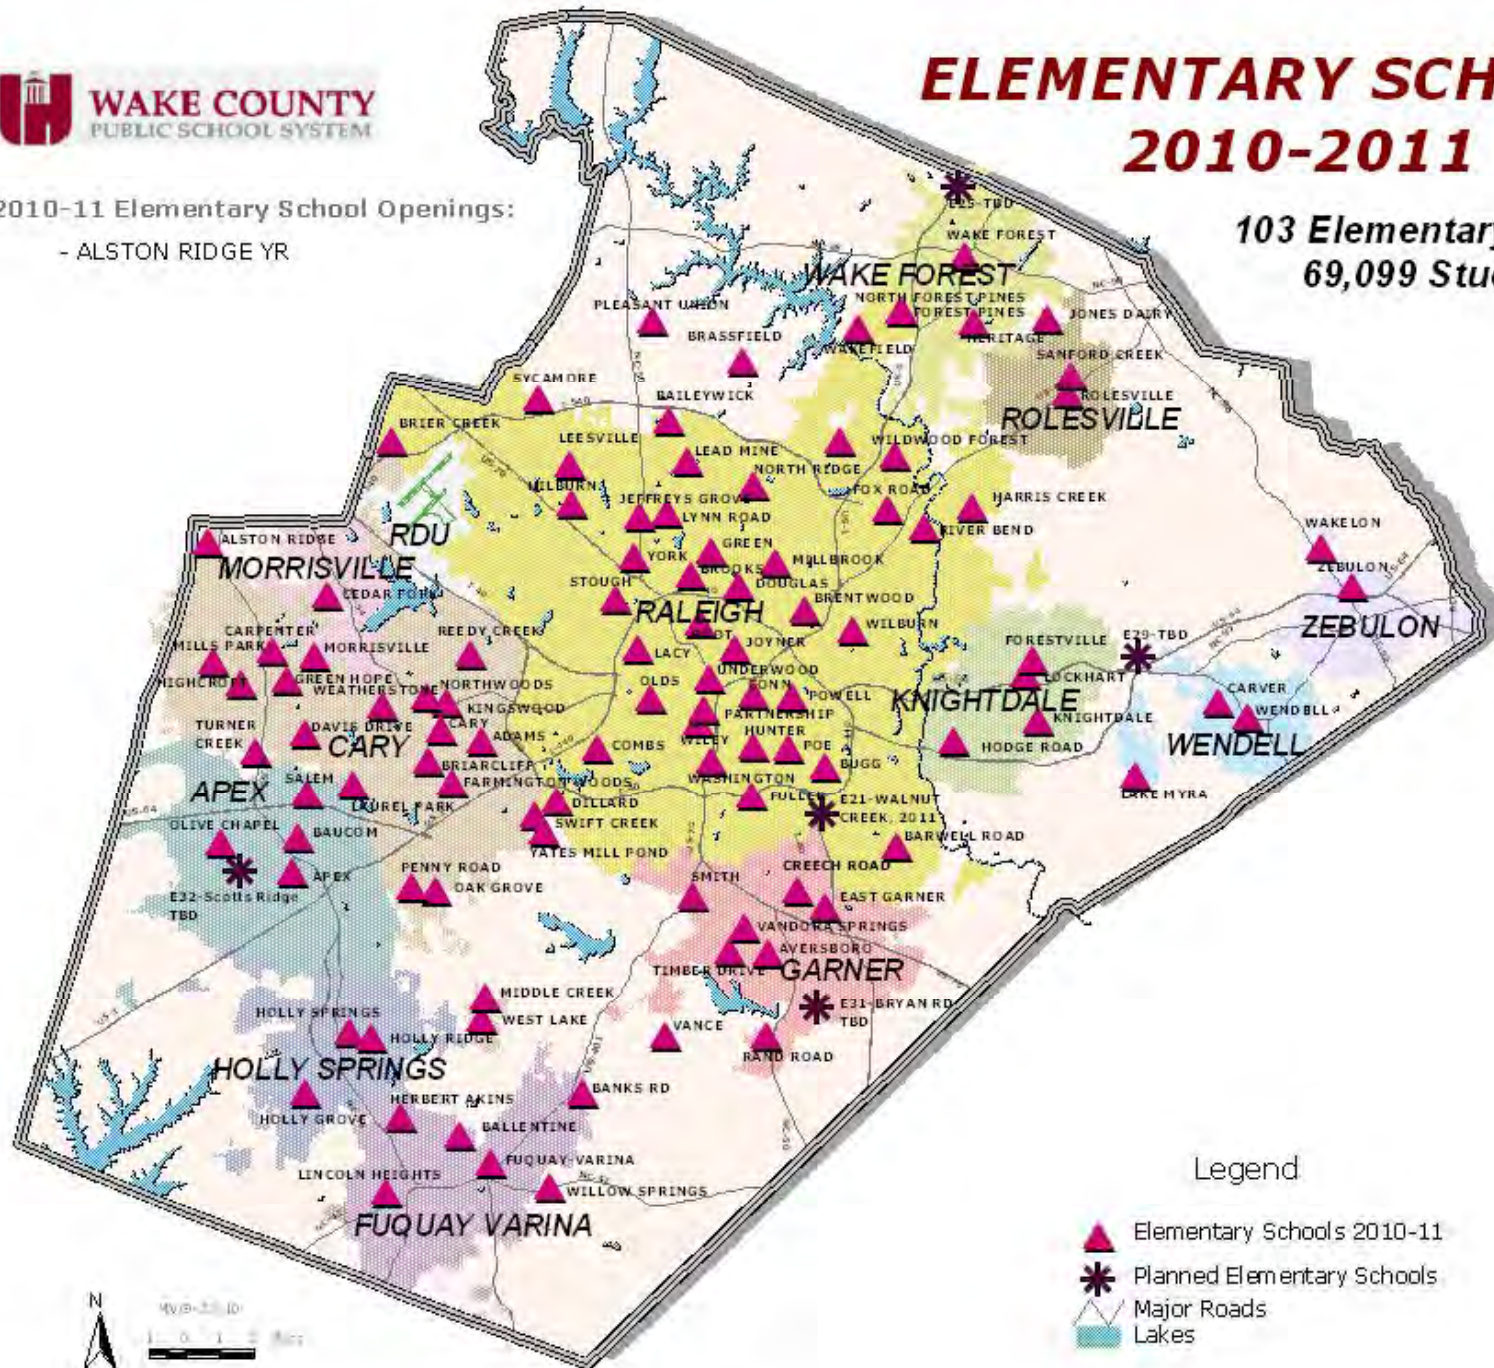 WAKE COUNTY
PUBLIC SCHOOL SYSTEM
2010-11 Elementary School Openings:
- ALSTON RIDGE YR
ELEMENTARY SCH
2010-2011
103 Elementary
69,099 Stu
E25-TBD
WAKE FOREST
WAKE FOREST
NORTH FOREST PINES
FOREST PINES
PLEASANT UNION
BRASSFIELD
WAKEFIELD
HERITAGE
JONES DAIRY
SANFORD CREEK
ROLESVILLE
ROLESVILLE
SYCAMORE
BAILEYWICK
BRIER CREEK
LEESVILLE
LEAD MINE
WILDWOOD FOREST
NORTH RIDGE
HILBURN
JEFFREYS GROVE
FOX ROAD
HARRIS CREEK
LYNN ROAD
RIVER BEND
WAKELON
ALSTON RIDGE
RDU
MORRISVILLE
YORK
GREEN
MILLBROOK
ZEBULON
STOUGH
BROOKS
DOUGLAS
CEDAR FORK
RALEIGH
BRENTWOOD
WILBURN
ZEBULON
CARPENTER
REEDY CREEK
JOYNER
FORESTVILLE
E29-TBD
MILLS PARK
MORRISVILLE
LACY
UNDERWOOD
LOCKHART
HIGHCROFT
GREEN HOPE
WEATHERSTONE
NORTHWOODS
OLDS
CONN
POWELL
KNIGHTDALE
CARVER
KINGSWOOD
PARTNERSHIP
KNIGHTDALE
WENDELL
TURNER
CREEK
DAVIS DRIVE
CARY
CARY
ADAMS
COMBS
WILEY
HUNTER
POE
HODGE ROAD
WENDELL
BRIARCLIFF
BUGG
SALEM
APEX
LAUREL PARK
FARMINGTON WOODS
WASHINGTON
LAKE MYRA
DILLARD
FULLER
E21-WALNUT
CREEK, 2011
OLIVE CHAPEL
BAUCOM
SWIFT CREEK
BARWELL ROAD
YATES MILL POND
APEX
PENNY ROAD
OAK GROVE
SMITH
CREECH ROAD
E32-Scotts Ridge
TBD
EAST GARNER
VANDORA SPRINGS
AVERSBORO
TIMBER DRIVE
GARNER
MIDDLE CREEK
E31-BRYAN RD
TBD
HOLLY SPRINGS
WEST LAKE
VANCE
HOLLY RIDGE
RAND ROAD
HOLLY SPRINGS
BANKS RD
HERBERT AKINS
HOLLY GROVE
BALLENTINE
FUQUAY-VARINA
LINCOLN HEIGHTS
WILLOW SPRINGS
FUQUAY VARINA
Legend
Elementary Schools 2010-11
Planned Elementary Schools
Major Roads
Lakes
N